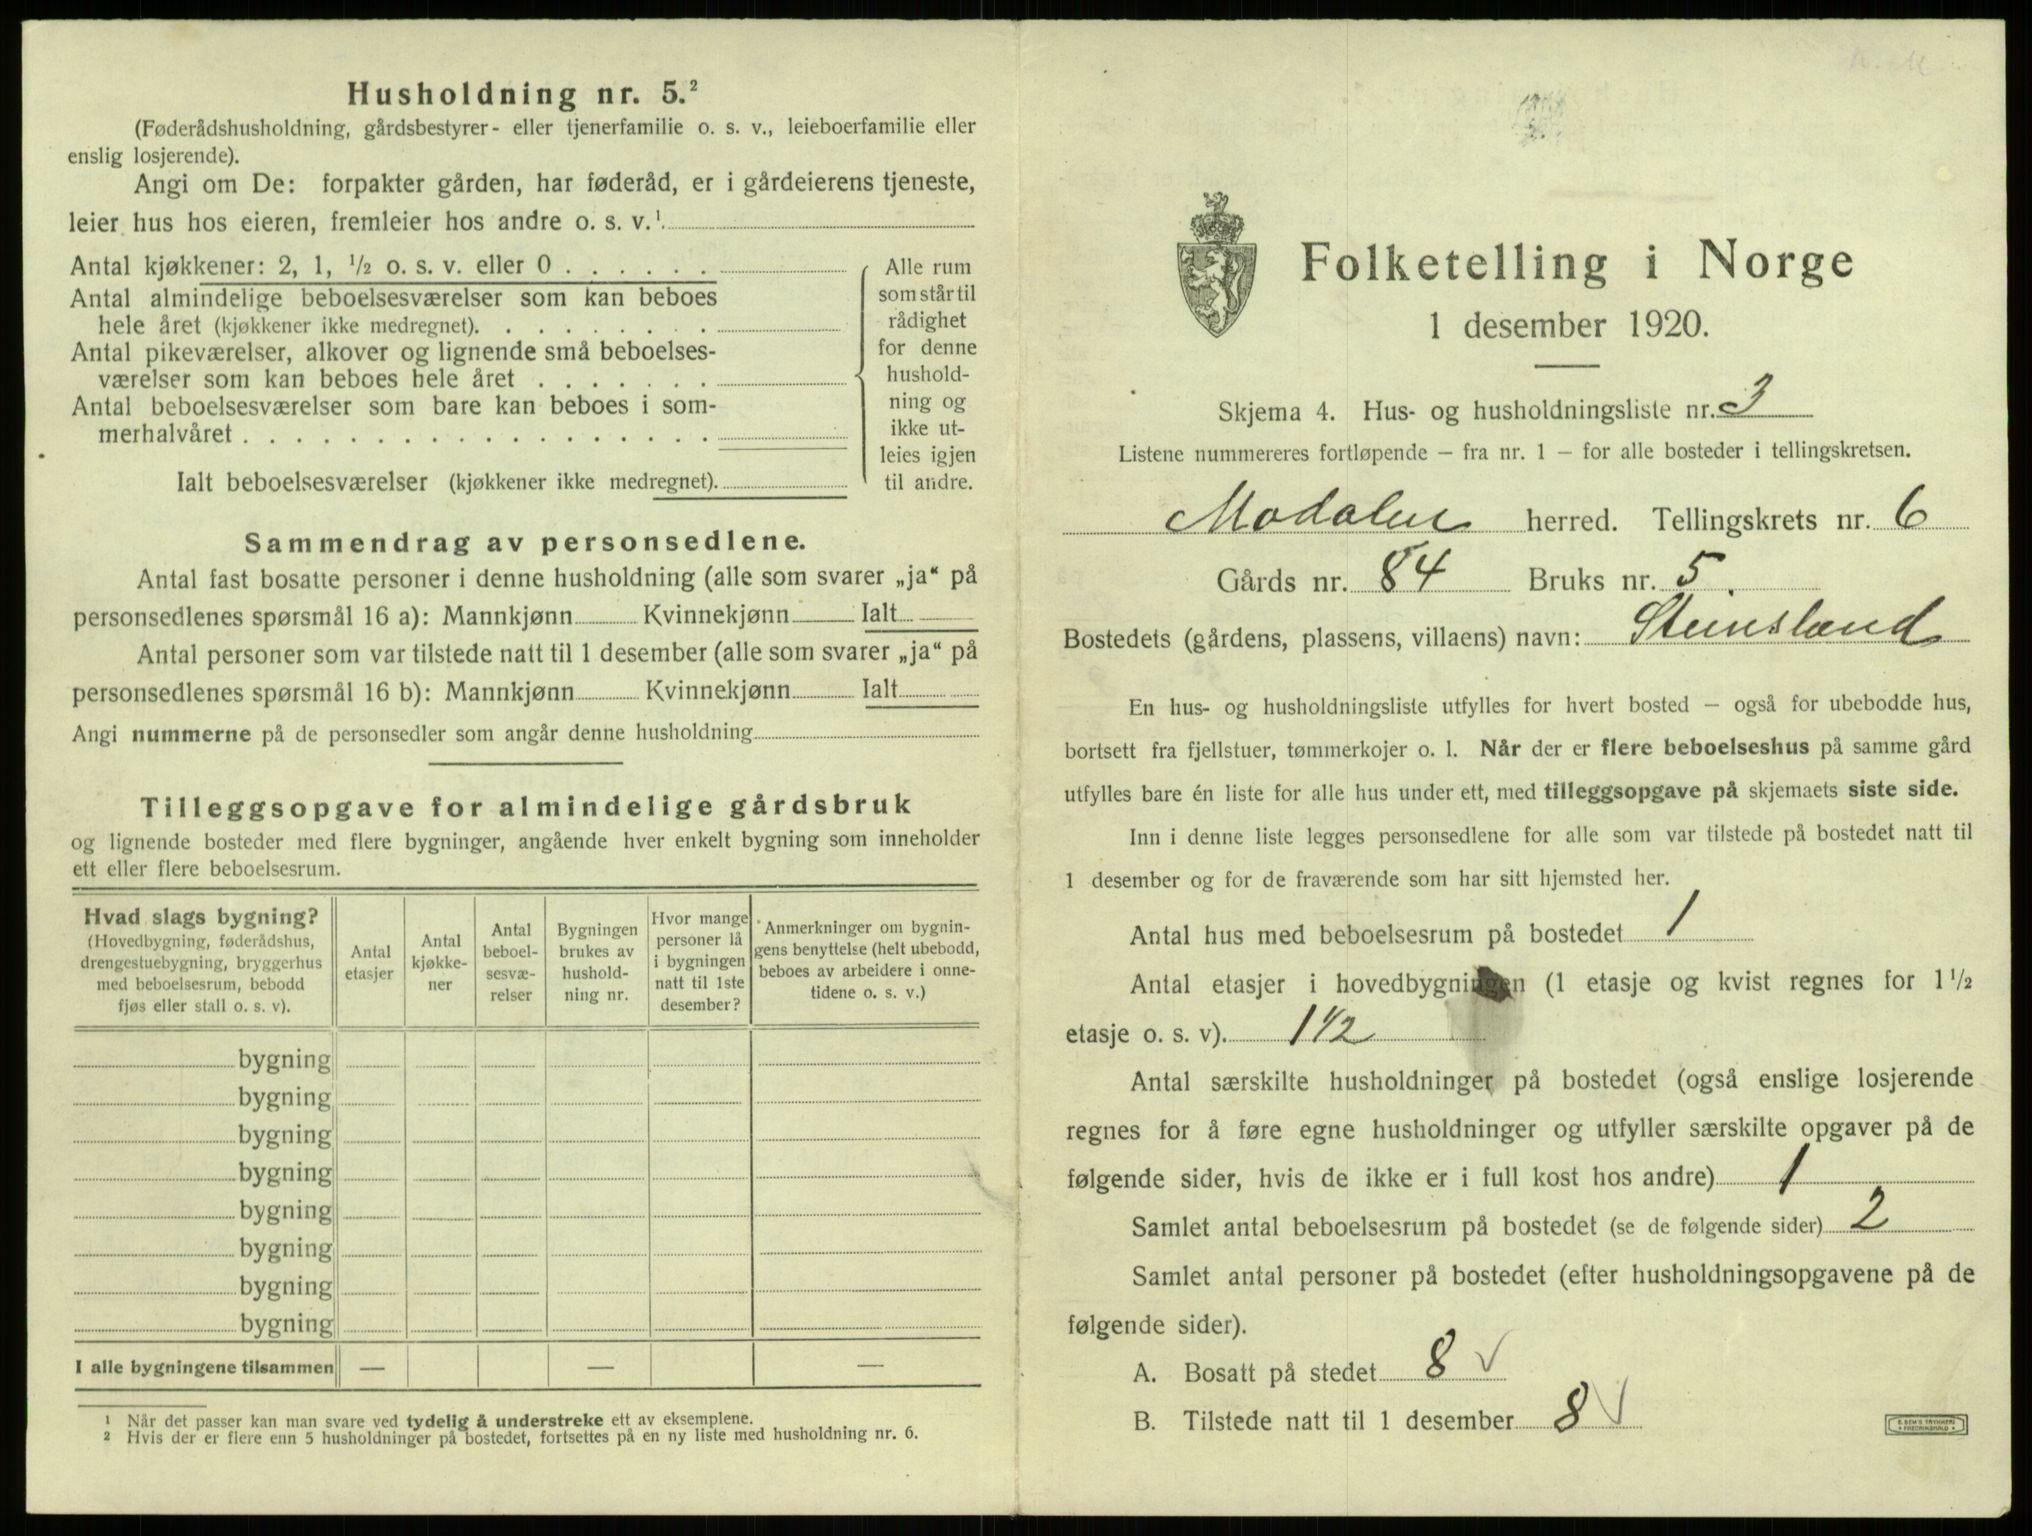 Husholdning nr. 5.²
(Føderådshusholdning, gårdsbestyrer- eller tjenerfamilie o. s. v., leieboerfamilie eller
enslig losjerende).
Angi om De: forpakter gården, har føderåd, er i gårdeierens tjeneste,
leier hus hos eieren, fremleier hos andre o. s. v.¹
Antal kjøkkener: 2, 1, ½ o. s. v. eller 0
Antal almindelige beboelsesværelser som kan beboes
hele året (kjøkkener ikke medregnet).
Antal pikeværelser, alkover og lignende små beboelses-
værelser som kan beboes hele året
Antal beboelsesværelser som bare kan beboes i som-
merhalvåret
Ialt beboelsesværelser (kjøkkener ikke medregnet).
Alle rum
som står til
rådighet
for denne
hushold-
ning og
ikke ut-
leies igjen
til andre.
Sammendrag av personsedlene.
Antal fast bosatte personer i denne husholdning (alle som svarer „ja“ på
personsedlenes spørsmål 16 a): Mannkjønn Kvinnekjønn Ialt
Antal personer som var tilstede natt til 1 desember (alle som svarer „ja“ på
personsedlenes spørsmål 16 b): Mannkjønn Kvinnekjønn Ialt
Angi nummerne på de personsedler som angår denne husholdning
Tilleggsopgave for almindelige gårdsbruk
og lignende bosteder med flere bygninger, angående hver enkelt bygning som inneholder
ett eller flere beboelsesrum.
Hvad slags bygning?
(Hovedbygning, føderådshus,
drengestuebygning, bryggerhus
med beboelsesrum, bebodd
fjøs eller stall o. s. v).
Antal
etasjer
Antal
kjøkke-
ner
Antal
beboel-
sesvæ-
relser
Bygningen
brukes av
hushold-
ning nr.
Hvor mange
personer lå
i bygningen
natt til 1ste
desember?
Anmerkninger om bygnin-
gens benyttelse (helt ubebodd,
beboes av arbeidere i onne-
tidene o. s. v.)
bygning
bygning
bygning
bygning
bygning
bygning
bygning
bygning
I alle bygningene tilsammen — — —
¹ Når det passer kan man svare ved tydelig å understreke ett av eksemplene.
² Hvis der er flere enn 5 husholdninger på bostedet, fortsettes på en ny liste med husholdning nr. 6.
Folketelling i Norge
1 desember 1920.
Skjema 4. Hus- og husholdningsliste nr. 3
Listene nummereres fortløpende — fra nr. 1 — for alle bosteder i tellingskretsen.
Modalen herred. Tellingskrets nr. 6
Gårds nr. 84 Bruks nr. 5.
Bostedets (gårdens, plassens, villaens) navn: Steinsland
En hus- og husholdningsliste utfylles for hvert bosted — også for ubebodde hus,
bortsett fra fjellstuer, tømmerkojer o. l. Når der er flere beboelseshus på samme gård
utfylles bare én liste for alle hus under ett, med tilleggsopgave på skjemaets siste side.
Inn i denne liste legges personsedlene for alle som var tilstede på bostedet natt til
1 desember og for de fraværende som har sitt hjemsted her.
Antal hus med beboelsesrum på bostedet 1
Antal etasjer i hovedbygningen (1 etasje og kvist regnes for 1½
etasje o. s. v). 1 1/2
Antal særskilte husholdninger på bostedet (også enslige losjerende
regnes for å føre egne husholdninger og utfyller særskilte opgaver på de
følgende sider, hvis de ikke er i full kost hos andre) 1
Samlet antal beboelsesrum på bostedet (se de følgende sider) 2
Samlet antal personer på bostedet (efter husholdningsopgavene på de
følgende sider).
A. Bosatt på stedet 8 √
B. Tilstede natt til 1 desember 8 √